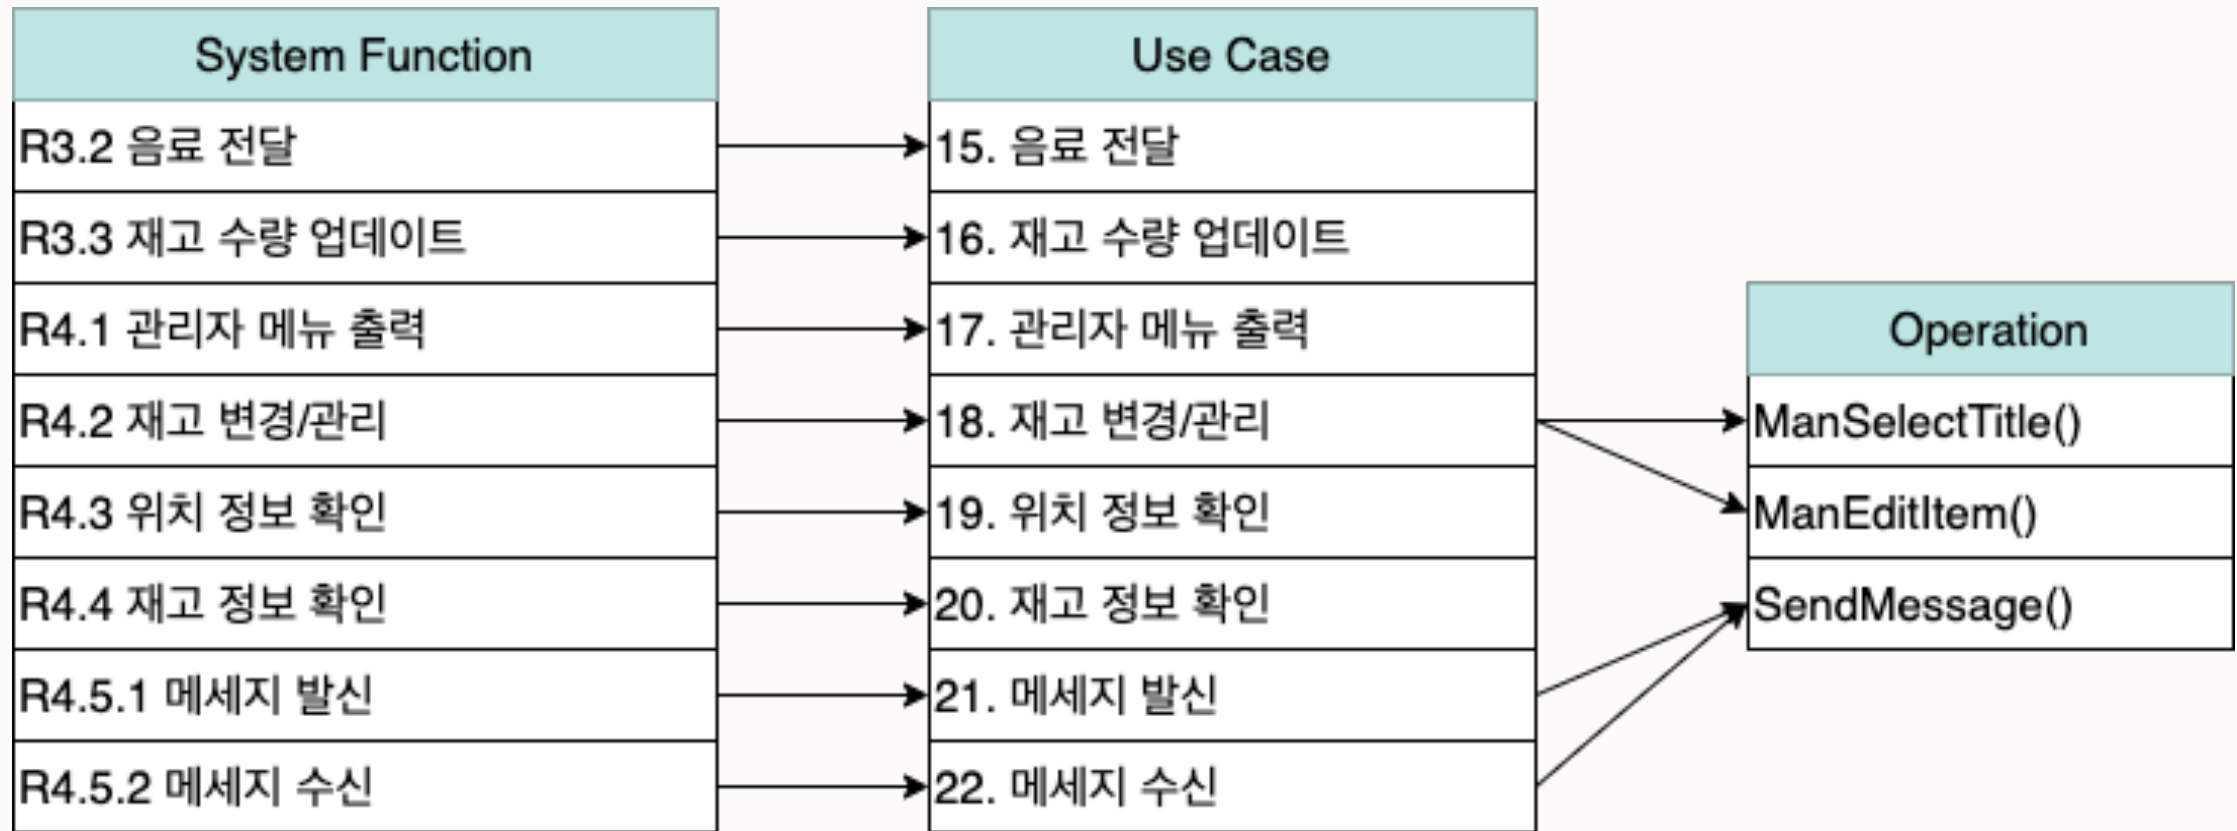 System Function
R3.2 음료 전달
R3.3 재고 수량 업데이트
R4.1 관리자 메뉴 출력
R4.2 재고 변경/관리
R4.3 위치 정보 확인
R4.4 재고 정보 확인
R4.5.1 메세지 발신
R4.5.2 메세지 수신
Use Case
15. 음료 전달
16. 재고 수량 업데이트
17. 관리자 메뉴 출력
18. 재고 변경/관리
19. 위치 정보 확인
20. 재고 정보 확인
21. 메세지 발신
22. 메세지 수신
Operation
ManSelectTitle()
ManEditItem()
SendMessage()